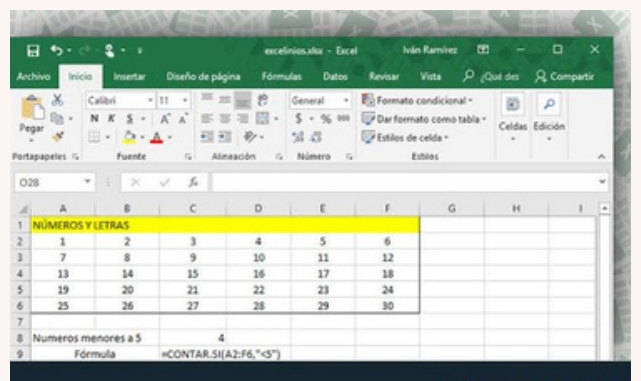 excelinios.xlsx - Excel Iván Ramírez
Archivo Inicio Insertar Diseño de página Fórmulas Datos Revisar Vista ¿Qué des Compartir
Calibri 11 General Formato condicional
Pegar N K S A A $ % 000 Dar formato como tabla Celdas Edición
Estilos de celda
Portapapeles Fuente Alineación Número Estilos
O28 fx
A B C D E F G H I
1 NÚMEROS Y LETRAS
2 1 2 3 4 5 6
3 7 8 9 10 11 12
4 13 14 15 16 17 18
5 19 20 21 22 23 24
6 25 26 27 28 29 30
7
8 Numeros menores a 5 4
9 Fórmula =CONTAR.SI(A2:F6,"<5")